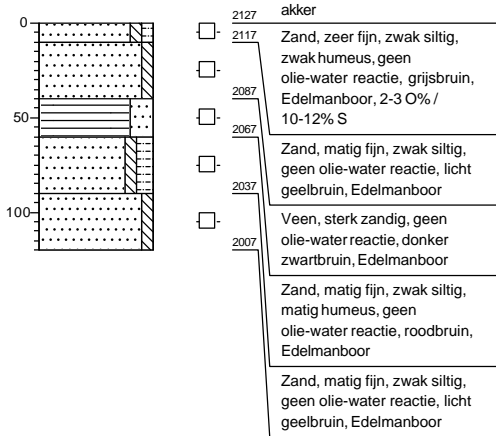 0
50
100
2127
2117
2087
2067
2037
2007
akker
Zand, zeer fijn, zwak siltig,
zwak humeus, geen
olie-water reactie, grijsbruin,
Edelmanboor, 2-3 O% /
10-12% S
Zand, matig fijn, zwak siltig,
geen olie-water reactie, licht
geelbruin, Edelmanboor
Veen, sterk zandig, geen
olie-water reactie, donker
zwartbruin, Edelmanboor
Zand, matig fijn, zwak siltig,
matig humeus, geen
olie-water reactie, roodbruin,
Edelmanboor
Zand, matig fijn, zwak siltig,
geen olie-water reactie, licht
geelbruin, Edelmanboor